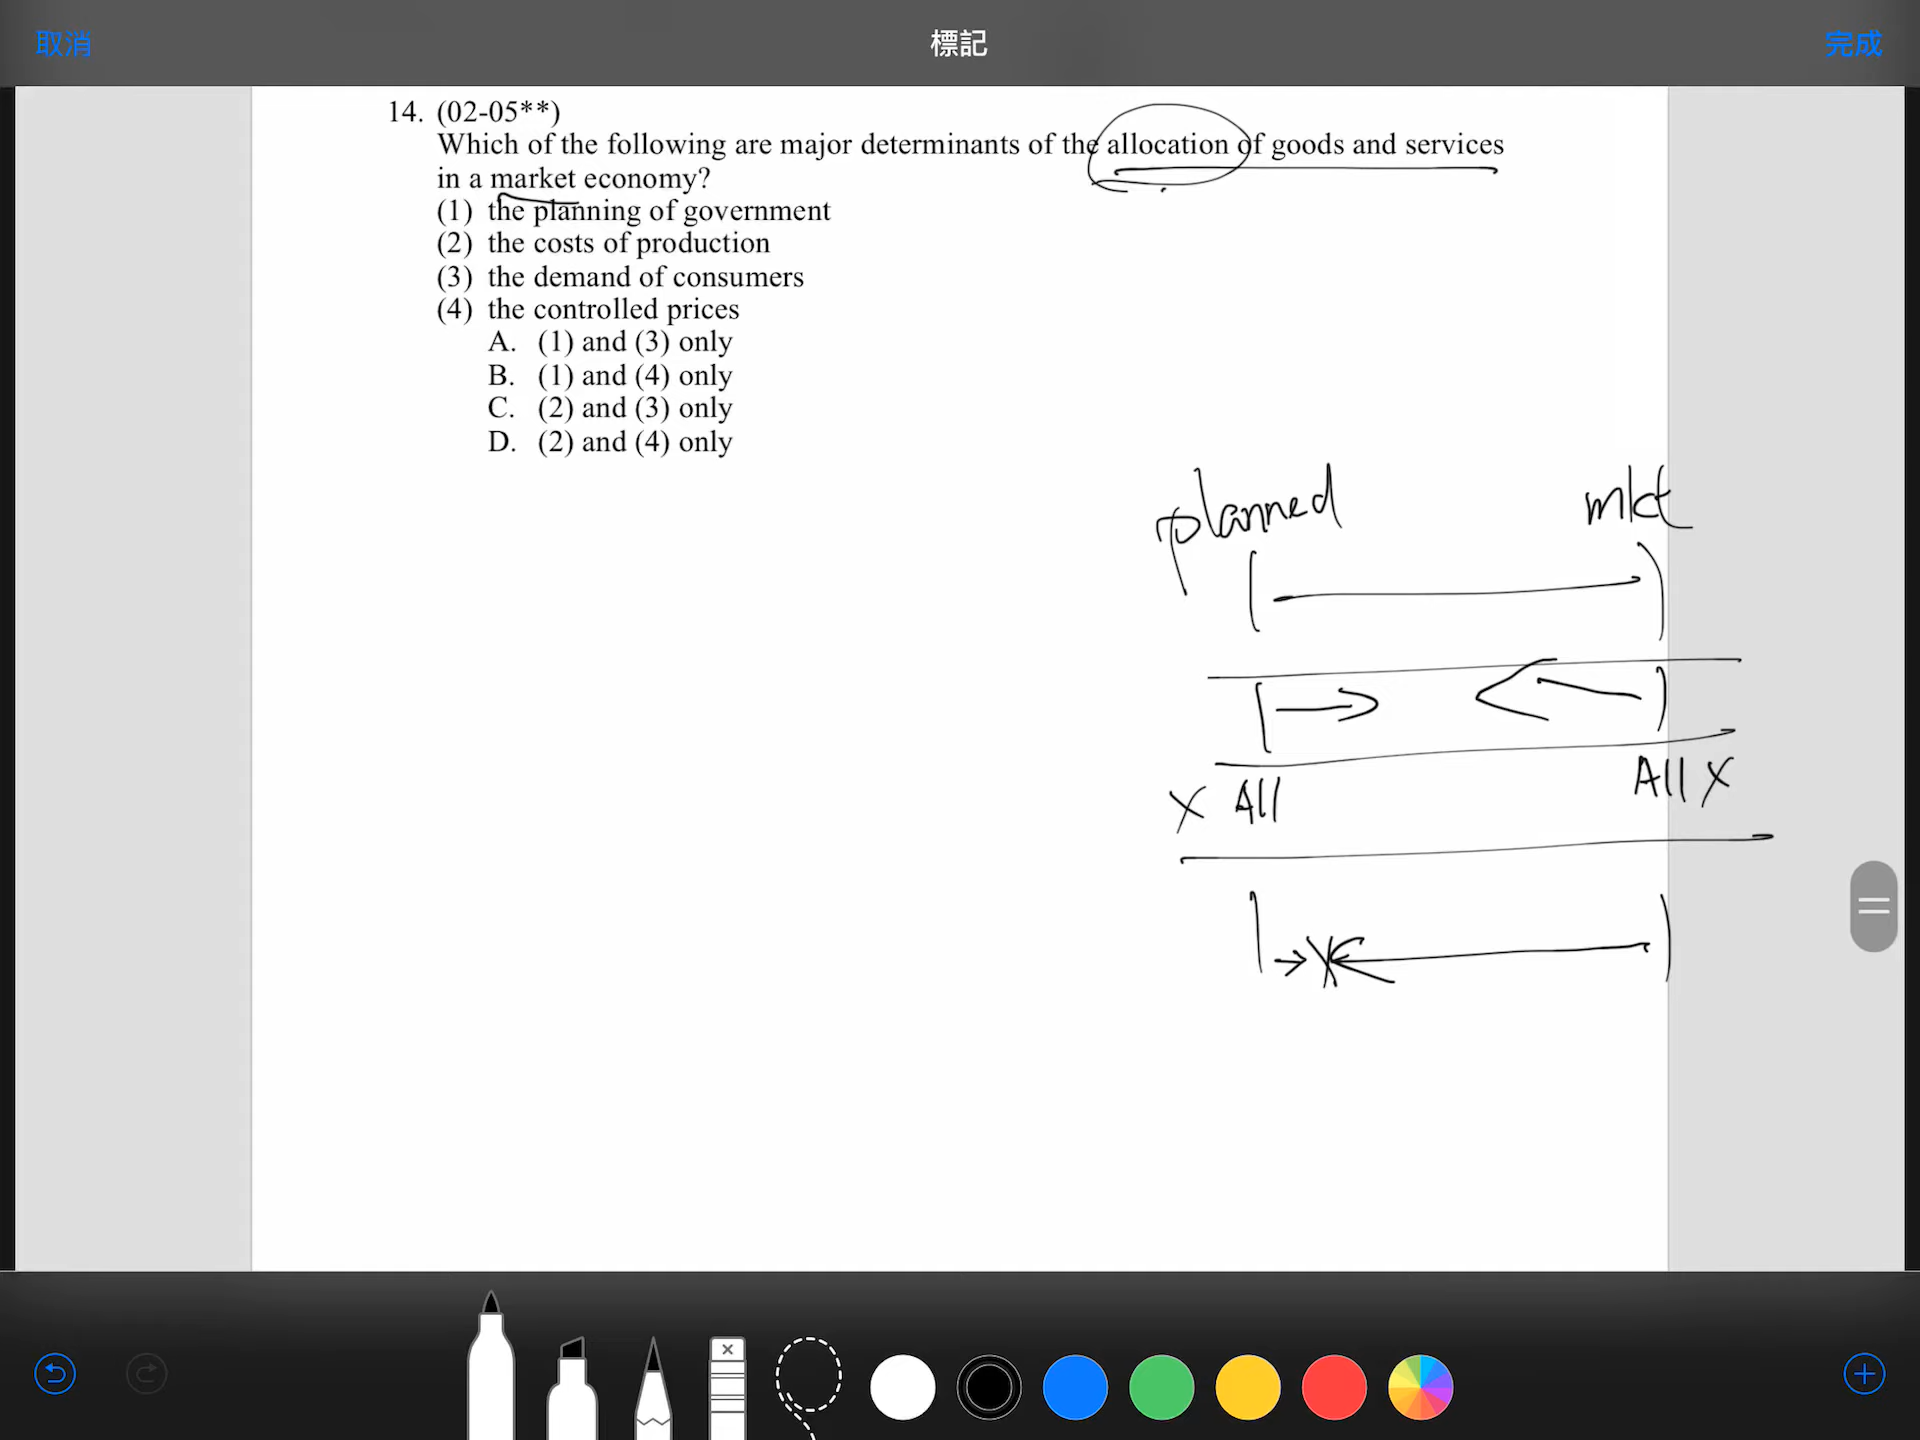 取消 標記 完成
14. (02-05**)
Which of the following are major determinants of the allocation of goods and services
in a market economy?
(1) the planning of government
(2) the costs of production
(3) the demand of consumers
(4) the controlled prices
A. (1) and (3) only
B. (1) and (4) only
C. (2) and (3) only
D. (2) and (4) only
planned mkt
X All All X